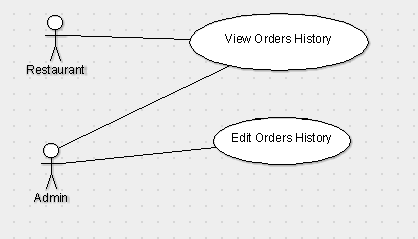 View Orders History
Restaurant
Edit Orders History
Admin